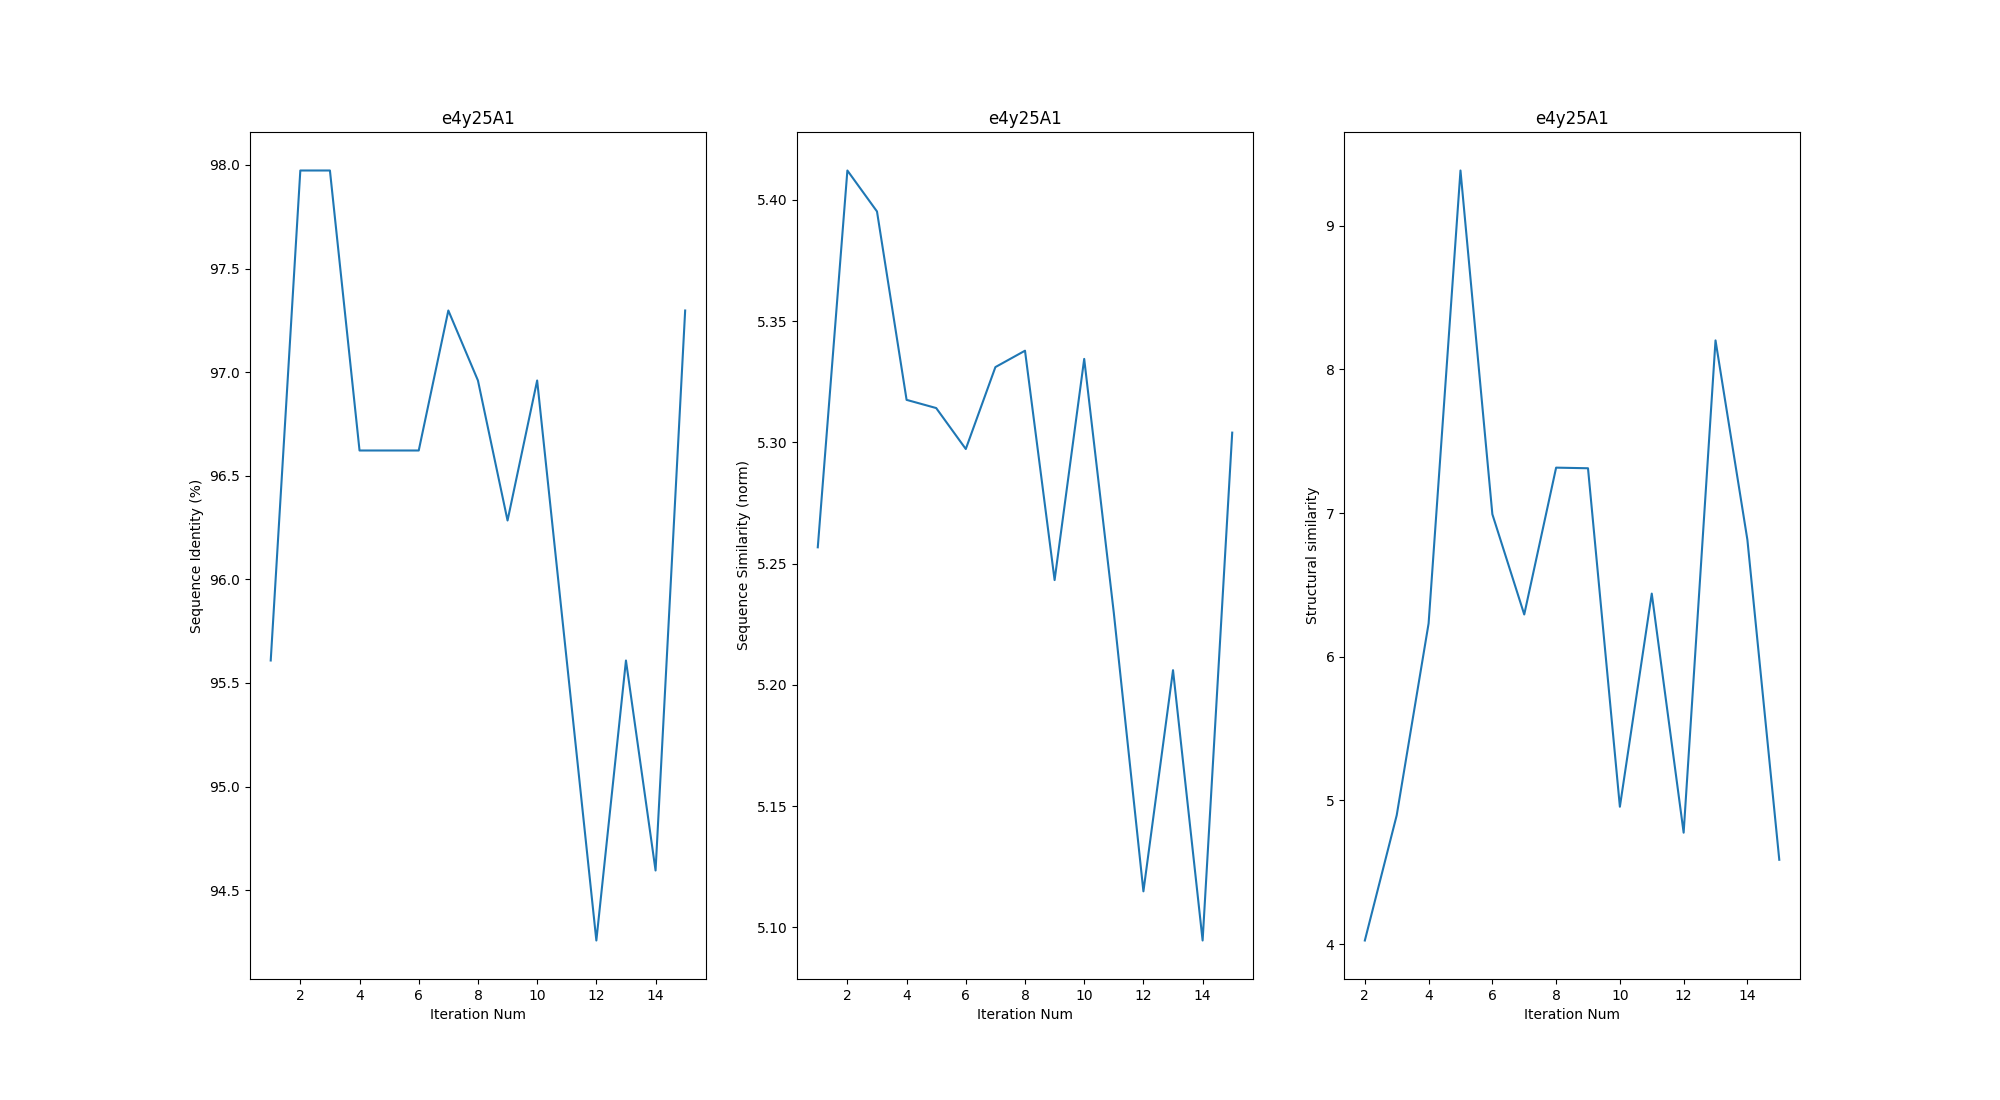 e4y25A1
98.0
97.5
97.0
96.5
96.0
95.5
95.0
94.5
Sequence Identity (%)
2 4 6 8 10 12 14
Iteration Num
e4y25A1
5.40
5.35
5.30
5.25
5.20
5.15
5.10
Sequence Similarity (norm)
2 4 6 8 10 12 14
Iteration Num
e4y25A1
9
8
7
6
5
4
Structural similarity
2 4 6 8 10 12 14
Iteration Num